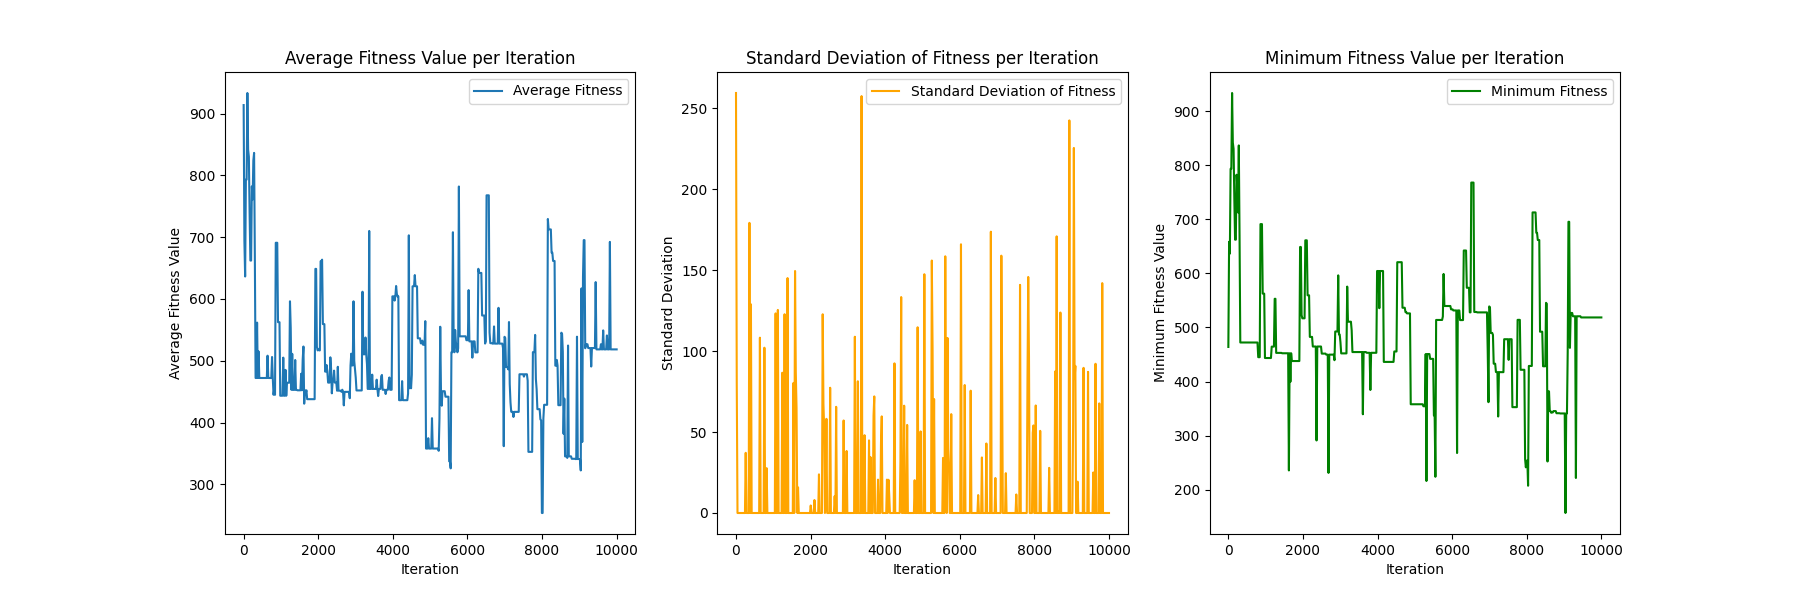 Average Fitness Value per Iteration
Average Fitness
Average Fitness Value
900
800
700
600
500
400
300
0 2000 4000 6000 8000 10000
Iteration
Standard Deviation of Fitness per Iteration
Standard Deviation of Fitness
Standard Deviation
250
200
150
100
50
0
0 2000 4000 6000 8000 10000
Iteration
Minimum Fitness Value per Iteration
Minimum Fitness
Minimum Fitness Value
900
800
700
600
500
400
300
200
0 2000 4000 6000 8000 10000
Iteration